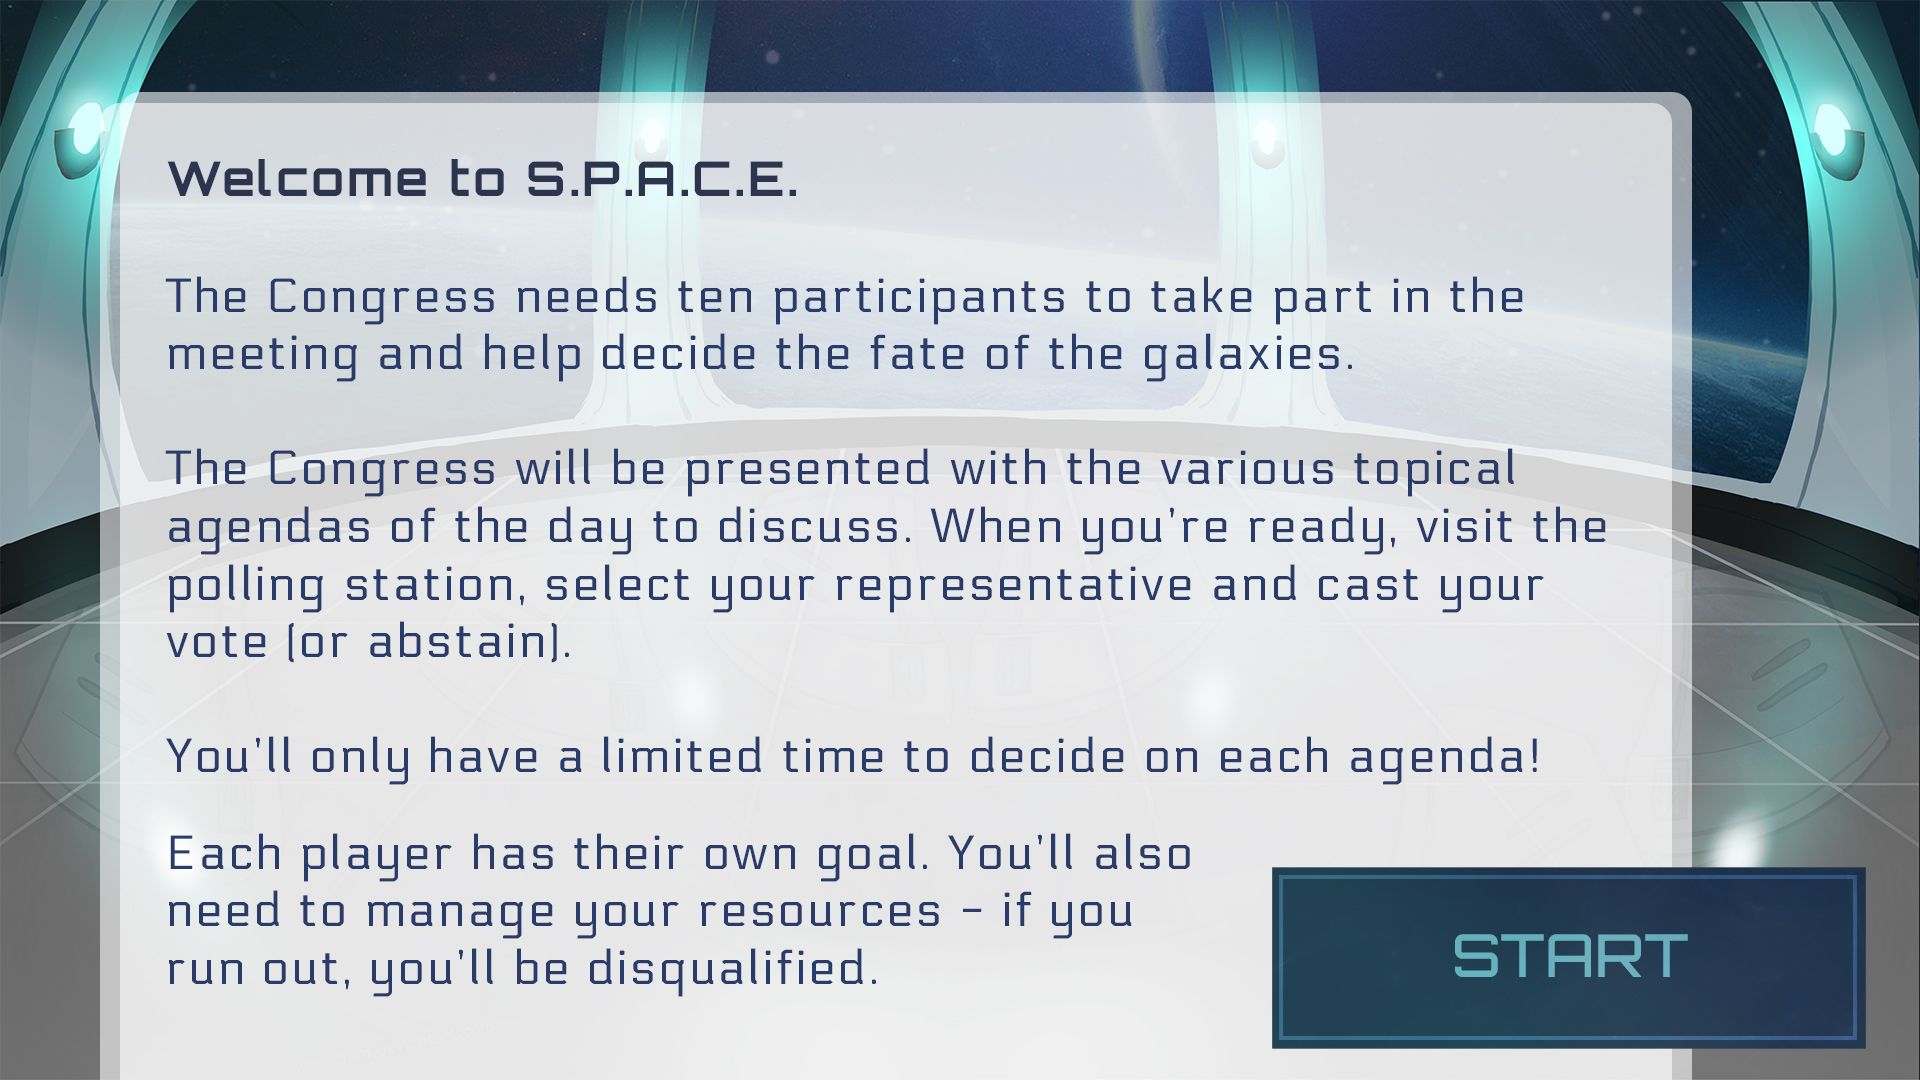 Welcome to S.P.A.C.E.
The Congress needs ten participants to take part in the
meeting and help decide the fate of the galaxies.
The Congress will be presented with the various topical
agendas of the day to discuss. When you're ready, visit the
polling station, select your representative and cast your
vote (or abstain).
You'll only have a limited time to decide on each agenda!
Each player has their own goal. You'll also
need to manage your resources - if you
run out, you'll be disqualified.
START